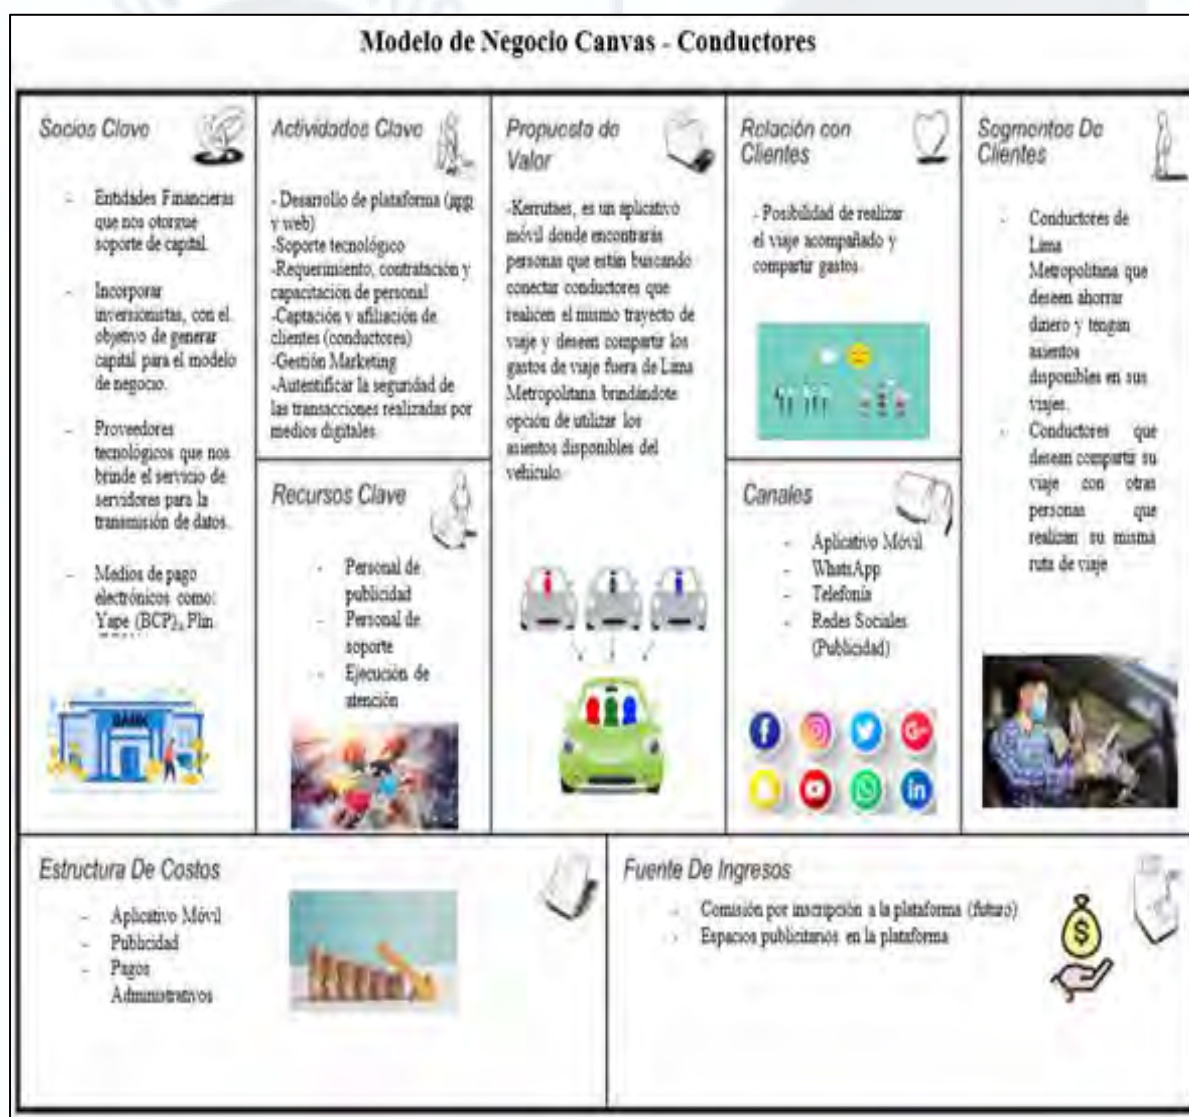 Modelo de Negocio Canvas - Conductores
Socios Clave
- Entidades Financieras
que nos otorgue
soporte de capital.
- Incorporar
inversionistas, con el
objetivo de generar
capital para el modelo
de negocio.
- Proveedores
tecnológicos que nos
brinde el servicio de
servidores para la
transmisión de datos.
- Medios de pago
electrónicos como:
Yape (BCP), Plin
BANK
Actividades Clave
- Desarrollo de plataforma (app
y web)
-Soporte tecnológico
-Requerimiento, contratación y
capacitación de personal
-Captación y afiliación de
clientes (conductores)
-Gestión Marketing
-Autentificar la seguridad de
las transacciones realizadas por
medios digitales
Recursos Clave
- Personal de
publicidad
- Personal de
soporte
- Ejecución de
atención
Propuesta de
Valor
-Kerrutaes, es un aplicativo
móvil donde encontrarás
personas que están buscando
conectar conductores que
realicen el mismo trayecto de
viaje y deseen compartir los
gastos de viaje fuera de Lima
Metropolitana brindándote
opción de utilizar los
asientos disponibles del
vehículo.
Relación con
Clientes
- Posibilidad de realizar
el viaje acompañado y
compartir gastos
Canales
- Aplicativo Móvil
- WhatsApp
- Telefonía
- Redes Sociales
(Publicidad)
Segmentos De
Clientes
- Conductores de
Lima
Metropolitana que
deseen ahorrar
dinero y tengan
asientos
disponibles en sus
viajes.
- Conductores que
desean compartir su
viaje con otras
personas que
realizan su misma
ruta de viaje
Estructura De Costos
- Aplicativo Móvil
- Publicidad
- Pagos
Administrativos
Fuente De Ingresos
- Comisión por inscripción a la plataforma (futuro)
- Espacios publicitarios en la plataforma